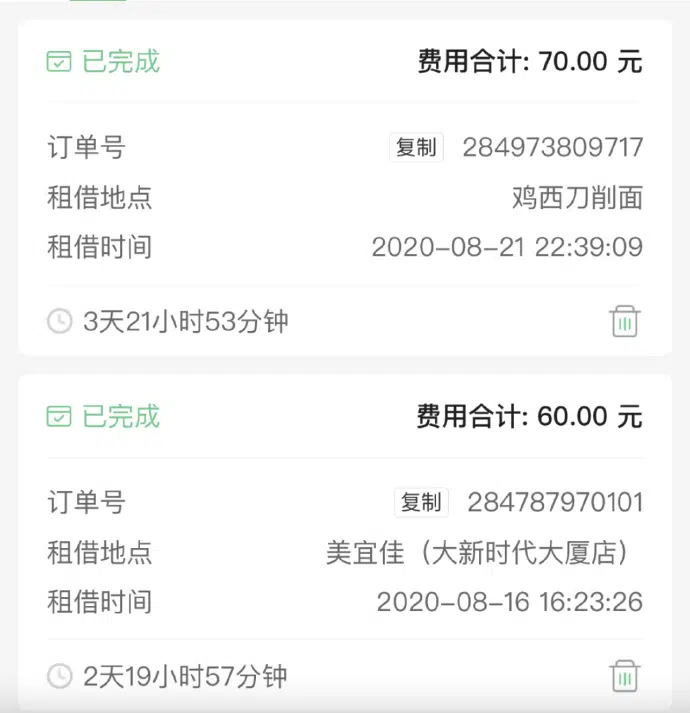 已完成 费用合计: 70.00 元
订单号 复制 284973809717
租借地点 鸡西刀削面
租借时间 2020-08-21 22:39:09
3天21小时53分钟
已完成 费用合计: 60.00 元
订单号 复制 284787970101
租借地点 美宜佳（大新时代大厦店）
租借时间 2020-08-16 16:23:26
2天19小时57分钟